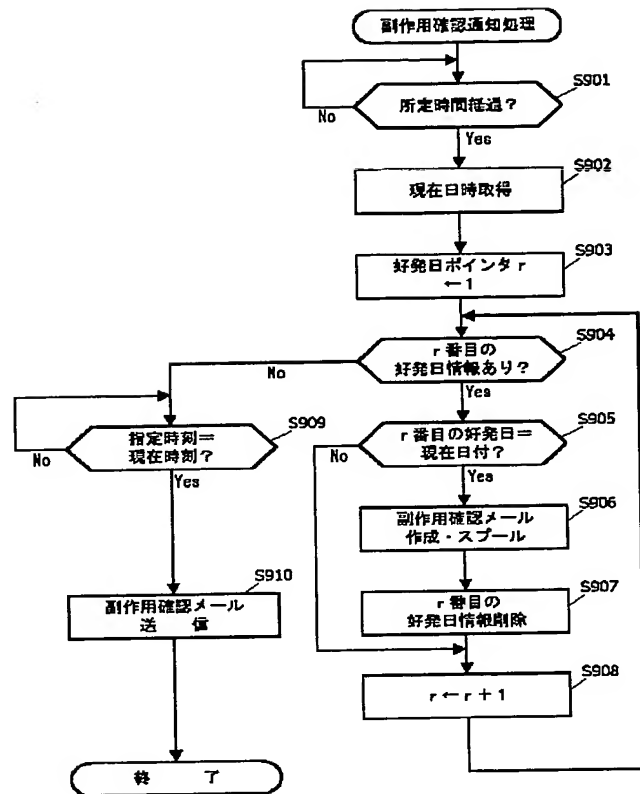 副作用確認通知処理
S901
所定時間経過？
No
Yes
S902
現在日時取得
S903
好発日ポインタ r
← 1
S904
r 番目の
好発日情報あり？
No
Yes
S909
指定時刻＝
現在時刻？
No
Yes
S905
r 番目の好発日＝
現在日付？
No
Yes
S906
副作用確認メール
作成・スプール
S907
r 番目の
好発日情報削除
S910
副作用確認メール
送 信
S908
r ← r + 1
終 了